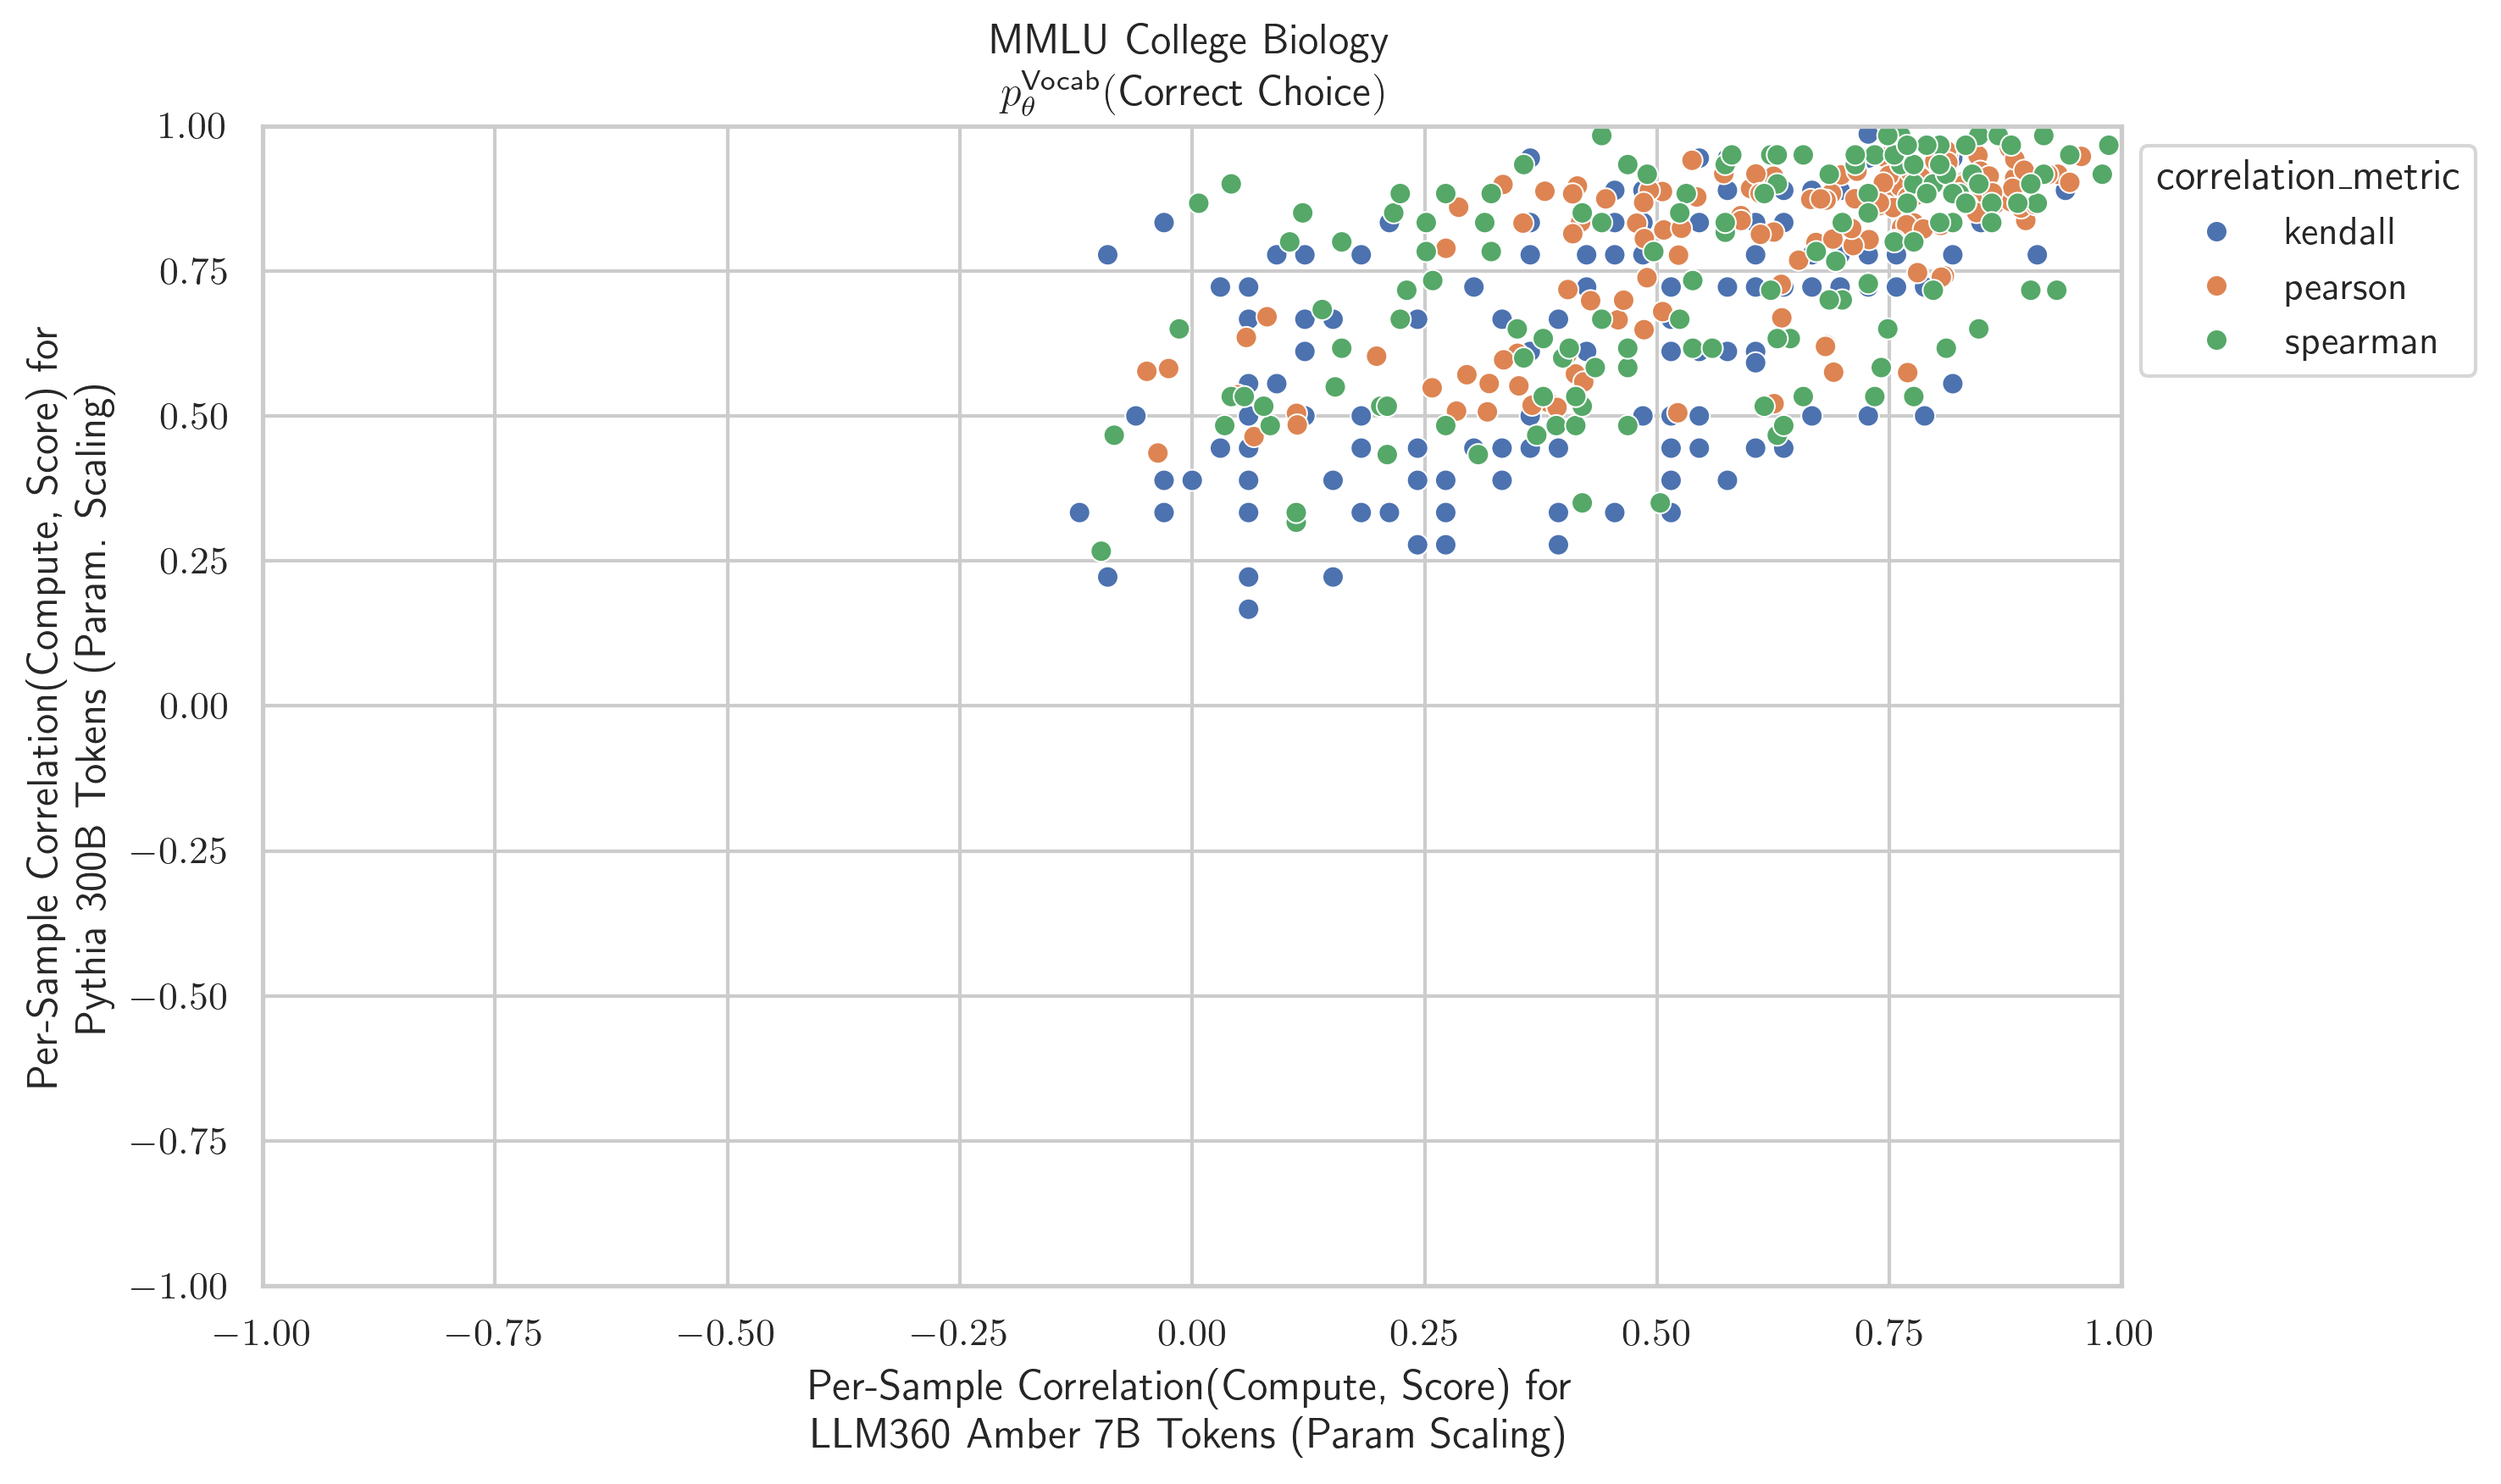 MMLU College Biology
p_θ^Vocab(Correct Choice)
1.00
0.75
0.50
0.25
0.00
−0.25
−0.50
−0.75
−1.00
Per-Sample Correlation(Compute, Score) for
Pythia 300B Tokens (Param. Scaling)
−1.00 −0.75 −0.50 −0.25 0.00 0.25 0.50 0.75 1.00
Per-Sample Correlation(Compute, Score) for
LLM360 Amber 7B Tokens (Param Scaling)
correlation_metric
kendall
pearson
spearman